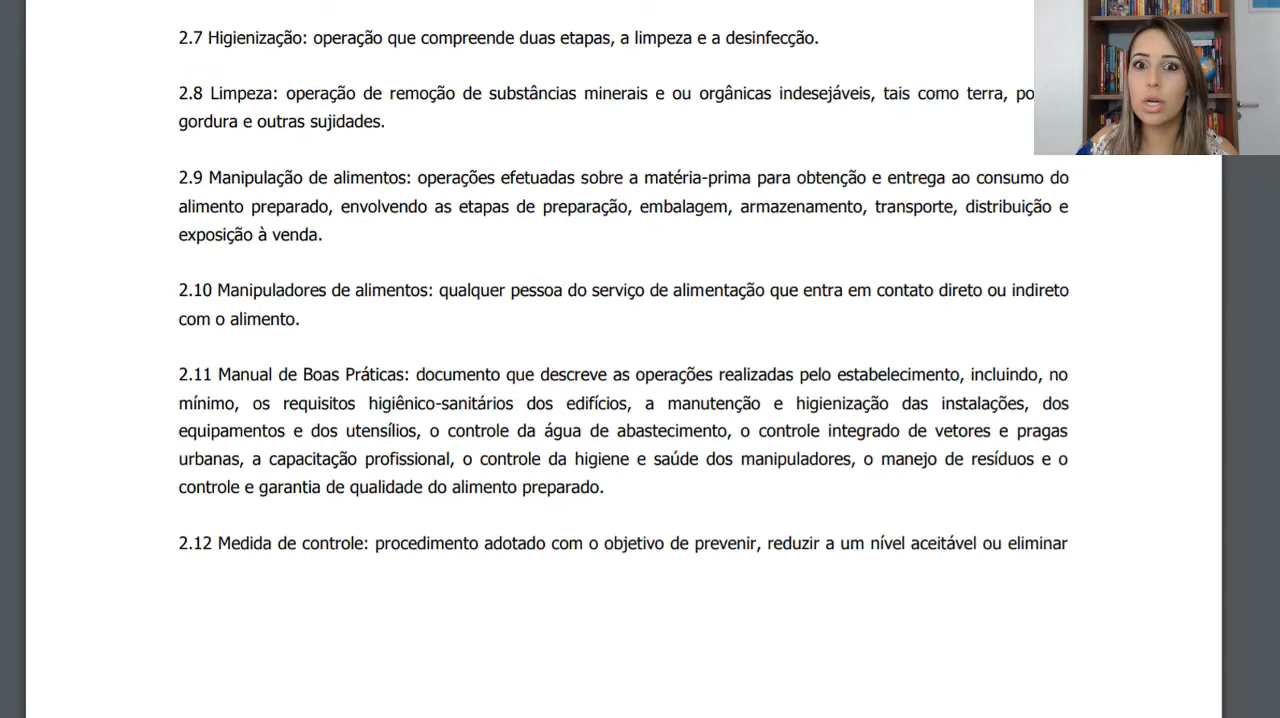 2.7 Higienização: operação que compreende duas etapas, a limpeza e a desinfecção.
2.8 Limpeza: operação de remoção de substâncias minerais e ou orgânicas indesejáveis, tais como terra,
gordura e outras sujidades.
2.9 Manipulação de alimentos: operações efetuadas sobre a matéria-prima para obtenção e entrega ao consumo do
alimento preparado, envolvendo as etapas de preparação, embalagem, armazenamento, transporte, distribuição e
exposição à venda.
2.10 Manipuladores de alimentos: qualquer pessoa do serviço de alimentação que entra em contato direto ou indireto
com o alimento.
2.11 Manual de Boas Práticas: documento que descreve as operações realizadas pelo estabelecimento, incluindo, no
mínimo, os requisitos higiênico-sanitários dos edifícios, a manutenção e higienização das instalações, dos
equipamentos e dos utensílios, o controle da água de abastecimento, o controle integrado de vetores e pragas
urbanas, a capacitação profissional, o controle da higiene e saúde dos manipuladores, o manejo de resíduos e o
controle e garantia de qualidade do alimento preparado.
2.12 Medida de controle: procedimento adotado com o objetivo de prevenir, reduzir a um nível aceitável ou eliminar